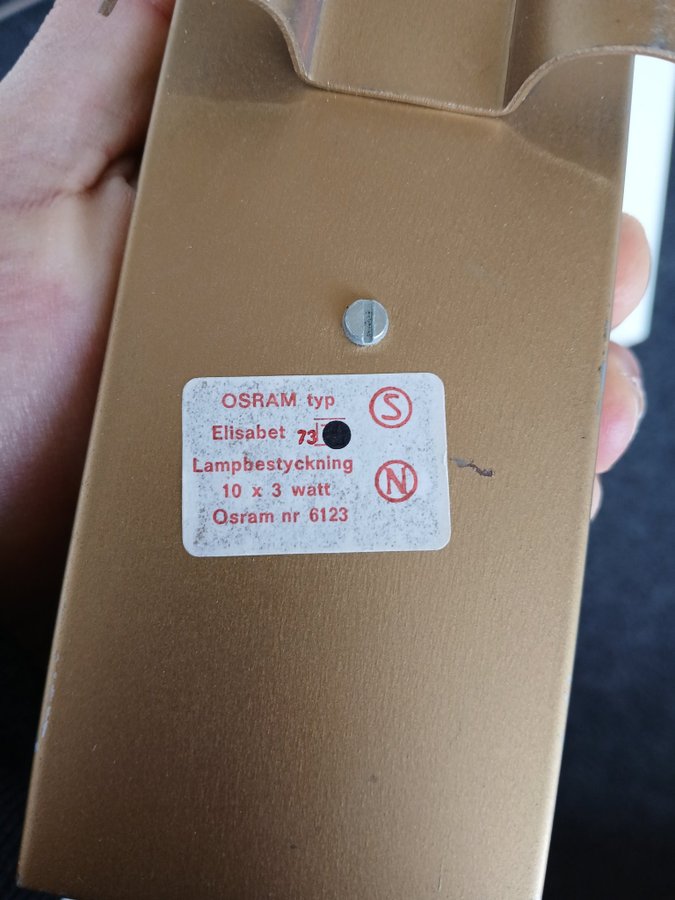 OSRAM typ
S
Elisabet 73
Lampbestyckning
N
10 x 3 watt
Osram nr 6123